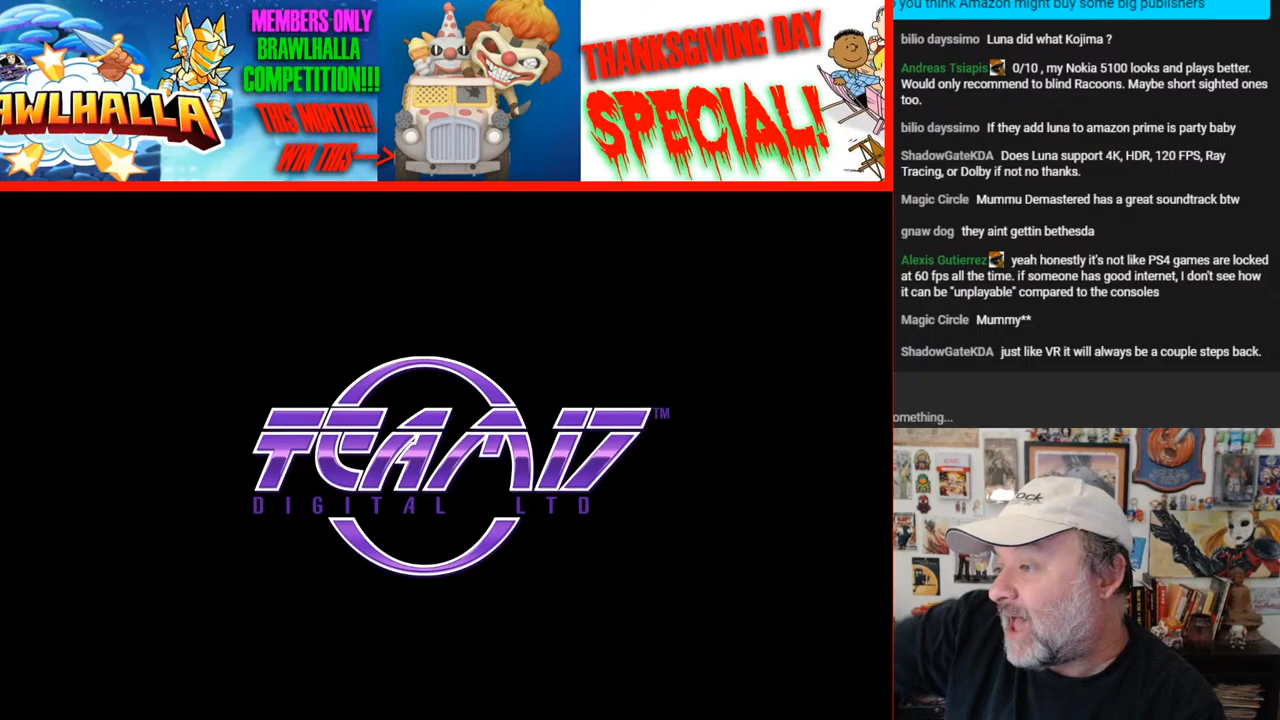 MEMBERS ONLY
BRAWLHALLA
COMPETITION!!!
THIS MONTH!!!
WIN THIS-->
AWLHALLA
THANKSGIVING DAY
SPECIAL!
you think Amazon might buy some big publishers
bilio dayssimo Luna did what Kojima ?
Andreas Tsiapis 0/10 , my Nokia 5100 looks and plays better.
Would only recommend to blind Racoons. Maybe short sighted ones
too.
bilio dayssimo If they add luna to amazon prime is party baby
ShadowGateKDA Does Luna support 4K, HDR, 120 FPS, Ray
Tracing, or Dolby if not no thanks.
Magic Circle Mummu Demastered has a great soundtrack btw
gnaw dog they aint gettin bethesda
Alexis Gutierrez yeah honestly it's not like PS4 games are locked
at 60 fps all the time. if someone has good internet, I don't see how
it can be "unplayable" compared to the consoles
Magic Circle Mummy**
ShadowGateKDA just like VR it will always be a couple steps back.
omething...
TEAM17 TM
DIGITAL LTD
ock